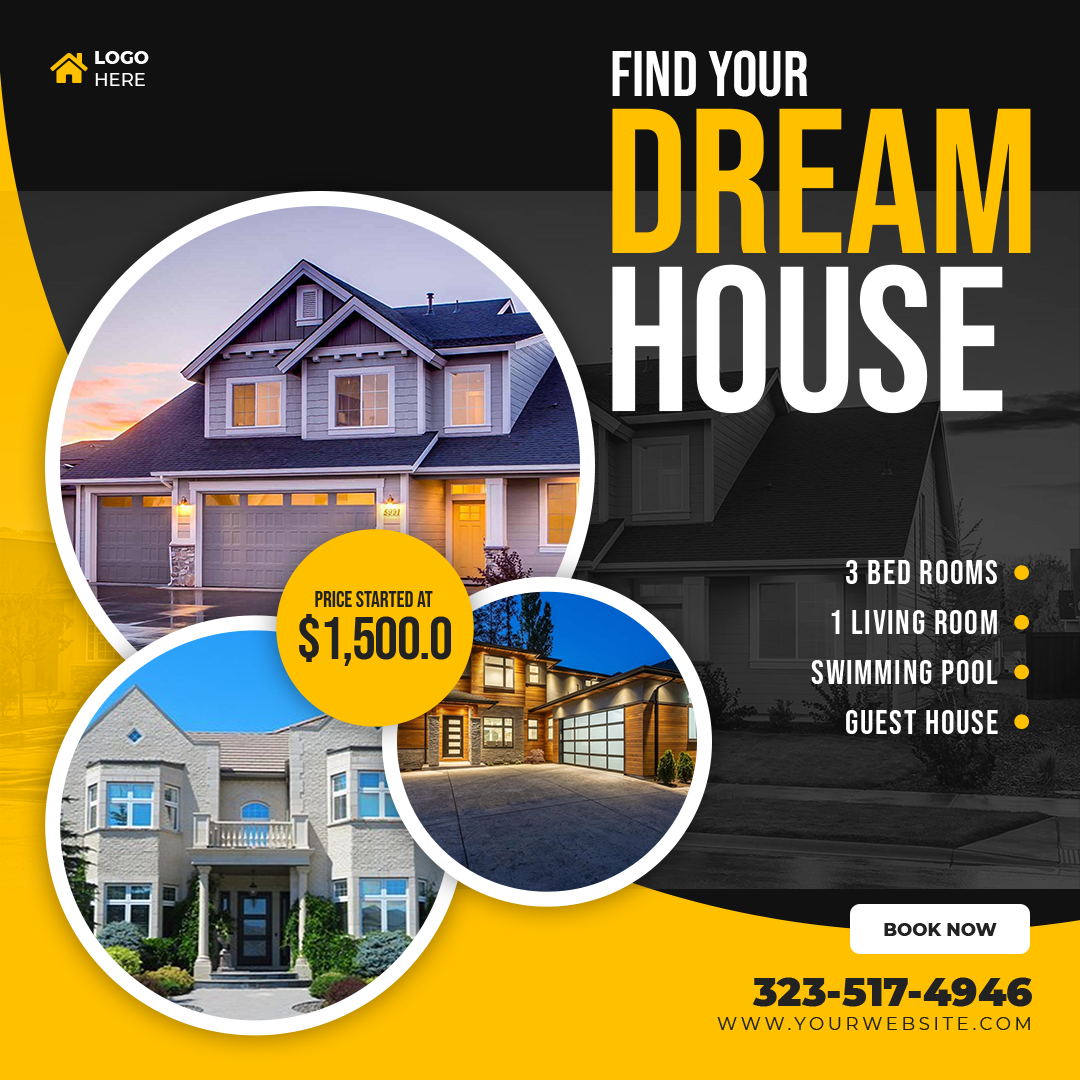 LOGO
HERE
FIND YOUR
DREAM
HOUSE
PRICE STARTED AT
$1,500.0
3 BED ROOMS
1 LIVING ROOM
SWIMMING POOL
GUEST HOUSE
BOOK NOW
323-517-4946
WWW.YOURWEBSITE.COM